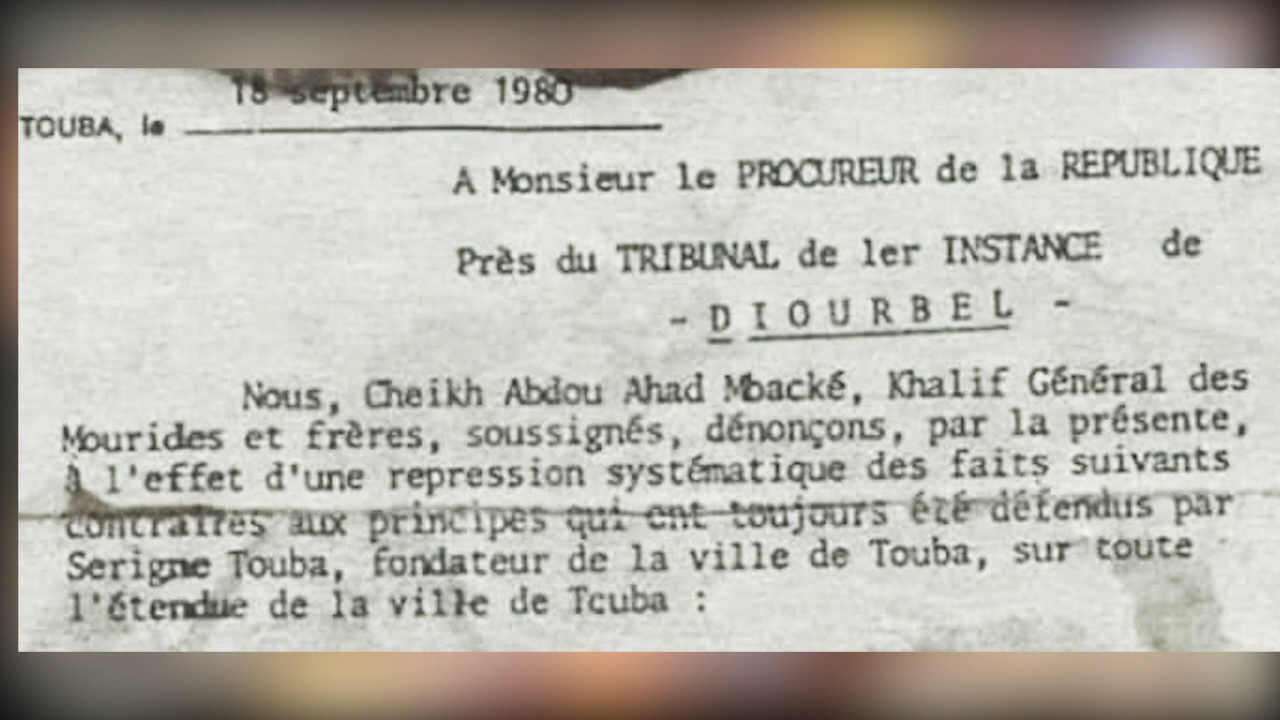 18 septembre 1980
TOUBA, le
A Monsieur le PROCUREUR de la REPUBLIQUE
Près du TRIBUNAL de 1er INSTANCE de
- DIOURBEL -
Nous, Cheikh Abdou Ahad Mbacké, Khalif Général des
Mourides et frères, soussignés, dénonçons, par la présente,
à l'effet d'une repression systématique des faits suivants
contraires aux principes qui ont toujours été défendus par
Serigne Touba, fondateur de la ville de Touba, sur toute
l'étendue de la ville de Touba :